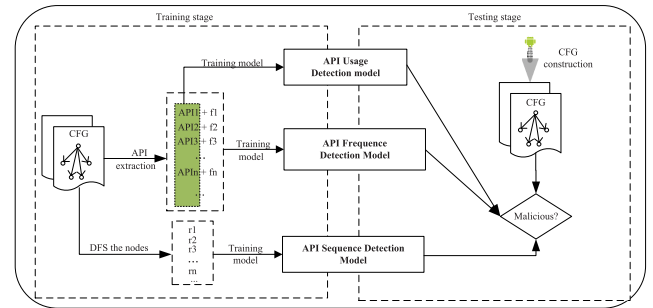 Training stage
Testing stage
API Usage
Detection model
Training model
CFG
construction
API1 + f1
API2 + f2
API3 + f3
...
APIn + fn
...
CFG
API
extraction
Training
model
API Frequence
Detection Model
CFG
Malicious?
DFS the nodes
r1
r2
r3
...
rn
...
Training
model
API Sequence Detection
Model